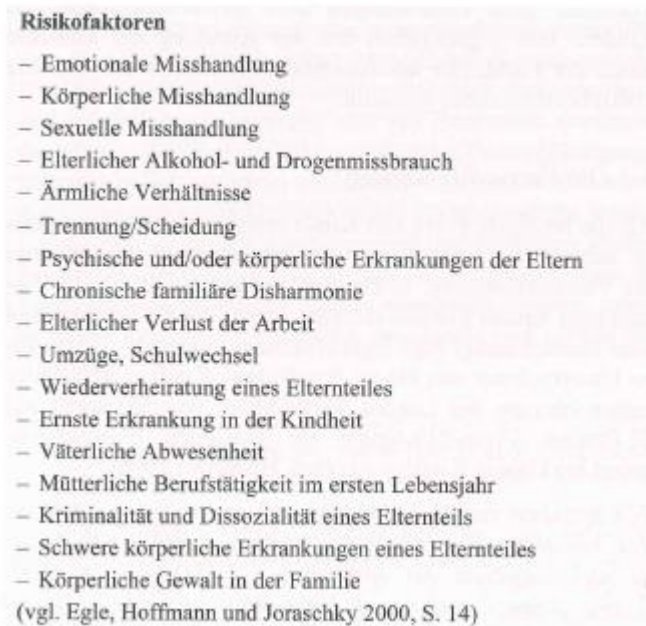 Risikofaktoren
– Emotionale Misshandlung
– Körperliche Misshandlung
– Sexuelle Misshandlung
– Elterlicher Alkohol- und Drogenmissbrauch
– Ärmliche Verhältnisse
– Trennung/Scheidung
– Psychische und/oder körperliche Erkrankungen der Eltern
– Chronische familiäre Disharmonie
– Elterlicher Verlust der Arbeit
– Umzüge, Schulwechsel
– Wiederverheiratung eines Elternteiles
– Ernste Erkrankung in der Kindheit
– Väterliche Abwesenheit
– Mütterliche Berufstätigkeit im ersten Lebensjahr
– Kriminalität und Dissozialität eines Elternteils
– Schwere körperliche Erkrankungen eines Elternteiles
– Körperliche Gewalt in der Familie
(vgl. Egle, Hoffmann und Joraschky 2000, S. 14)